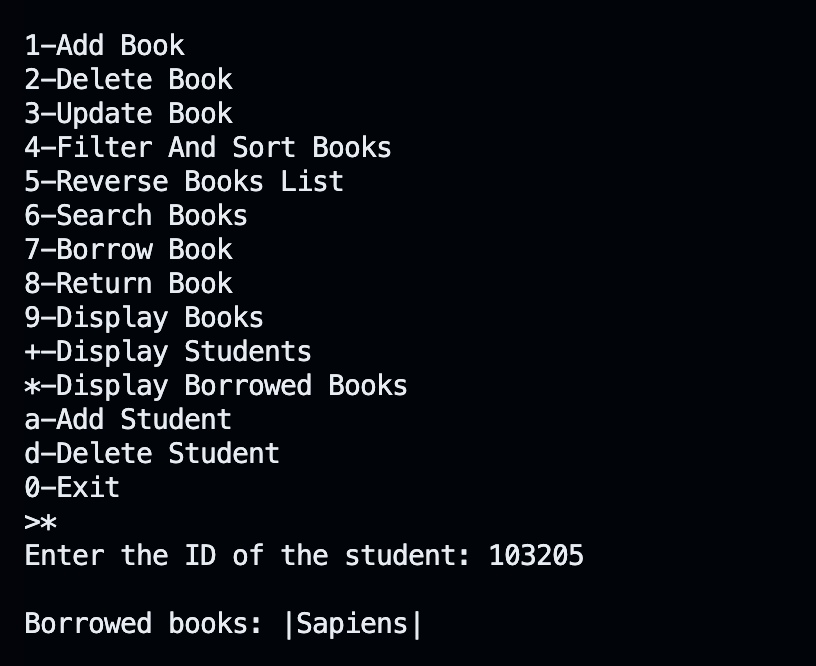 1-Add Book
2-Delete Book
3-Update Book
4-Filter And Sort Books
5-Reverse Books List
6-Search Books
7-Borrow Book
8-Return Book
9-Display Books
+-Display Students
*-Display Borrowed Books
a-Add Student
d-Delete Student
0-Exit
>*
Enter the ID of the student: 103205
Borrowed books: |Sapiens|